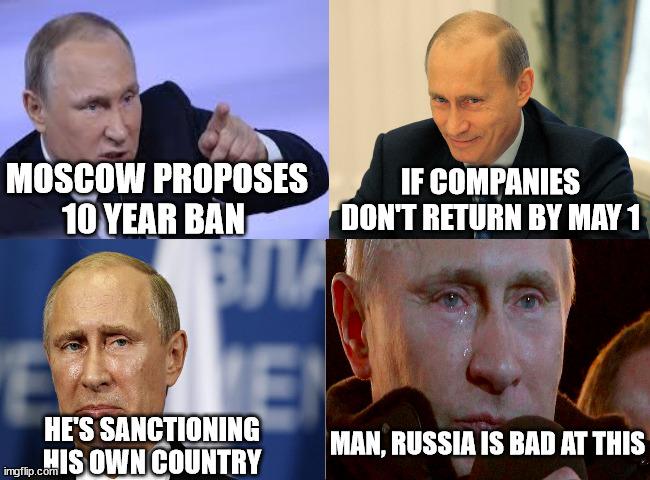 MOSCOW PROPOSES
10 YEAR BAN
IF COMPANIES
DON'T RETURN BY MAY 1
HE'S SANCTIONING
HIS OWN COUNTRY
MAN, RUSSIA IS BAD AT THIS
imgflip.com